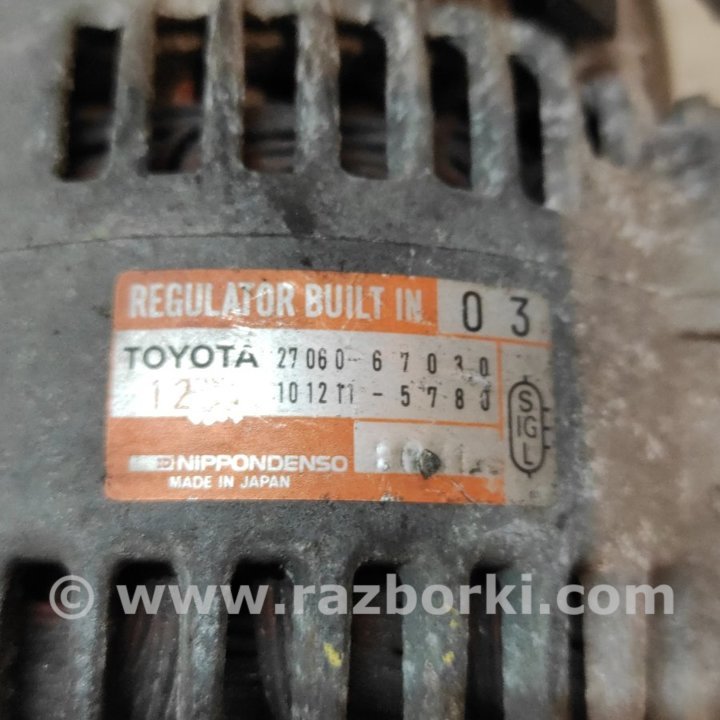 REGULATOR BUILT IN 03
TOYOTA 27060-67030
101211-5780
S
IG
L
NIPPONDENSO
MADE IN JAPAN
© www.razborki.com